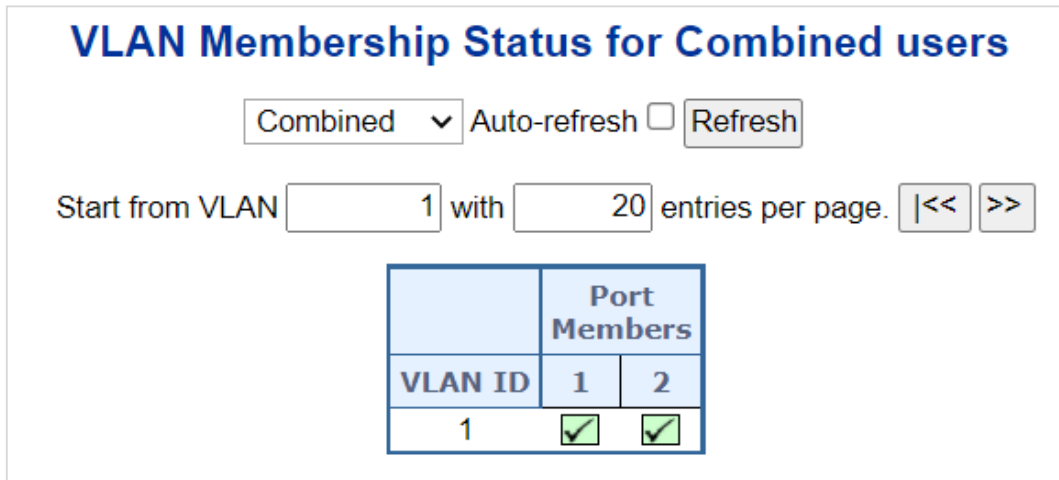 VLAN Membership Status for Combined users
Combined Auto-refresh Refresh
Start from VLAN 1 with 20 entries per page. |<< >>
Port
Members
VLAN ID 1 2
1